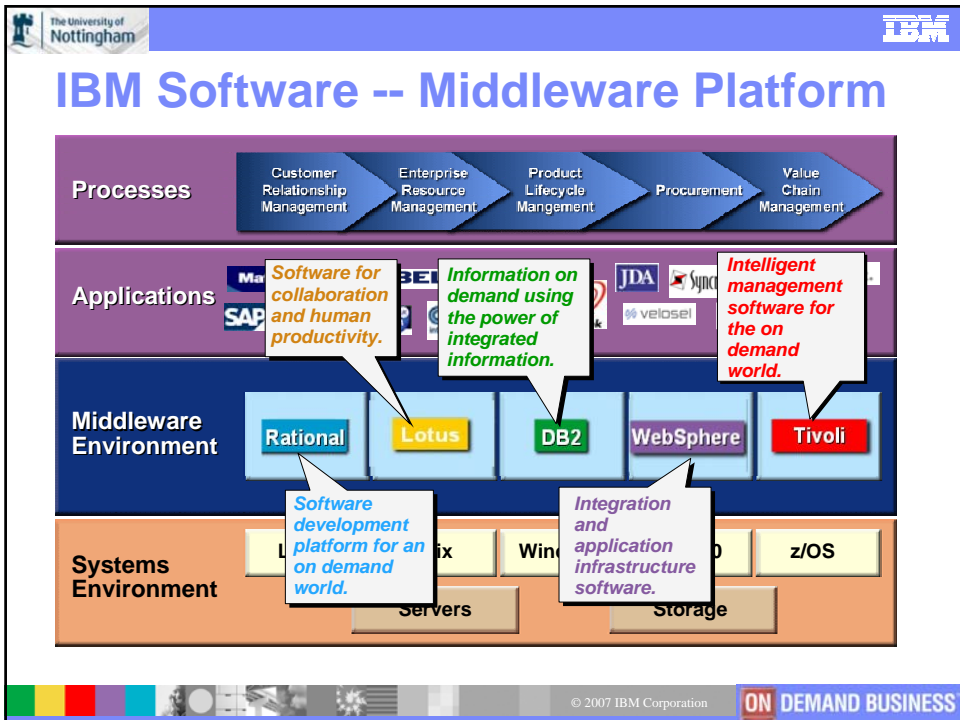 The University of
Nottingham
IBM
IBM Software -- Middleware Platform
Processes
Customer
Relationship
Management
Enterprise
Resource
Management
Product
Lifecycle
Mangement
Procurement
Value
Chain
Management
Applications
SAP
JDA
velosel
Software for
collaboration
and human
productivity.
Information on
demand using
the power of
integrated
information.
Intelligent
management
software for
the on
demand
world.
Middleware
Environment
Rational
Lotus
DB2
WebSphere
Tivoli
Software
development
platform for an
on demand
world.
Integration
and
application
infrastructure
software.
Systems
Environment
z/OS
Servers
Storage
© 2007 IBM Corporation
ON DEMAND BUSINESS